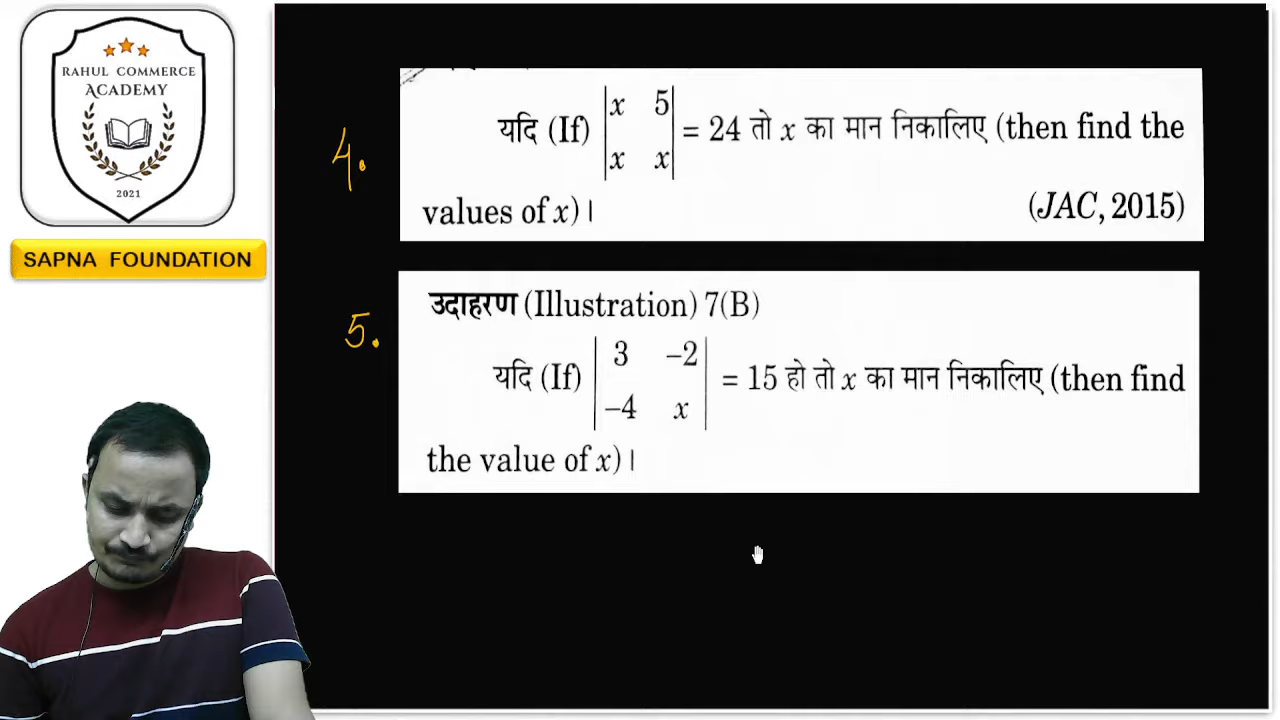 RAHUL COMMERCE
ACADEMY
2021
SAPNA FOUNDATION
4.
यदि (If) |x 5| = 24 तो x का मान निकालिए (then find the
|x x|
values of x)।
(JAC, 2015)
5.
उदाहरण (Illustration) 7(B)
यदि (If) |3 –2| = 15 हो तो x का मान निकालिए (then find
|–4 x|
the value of x)।